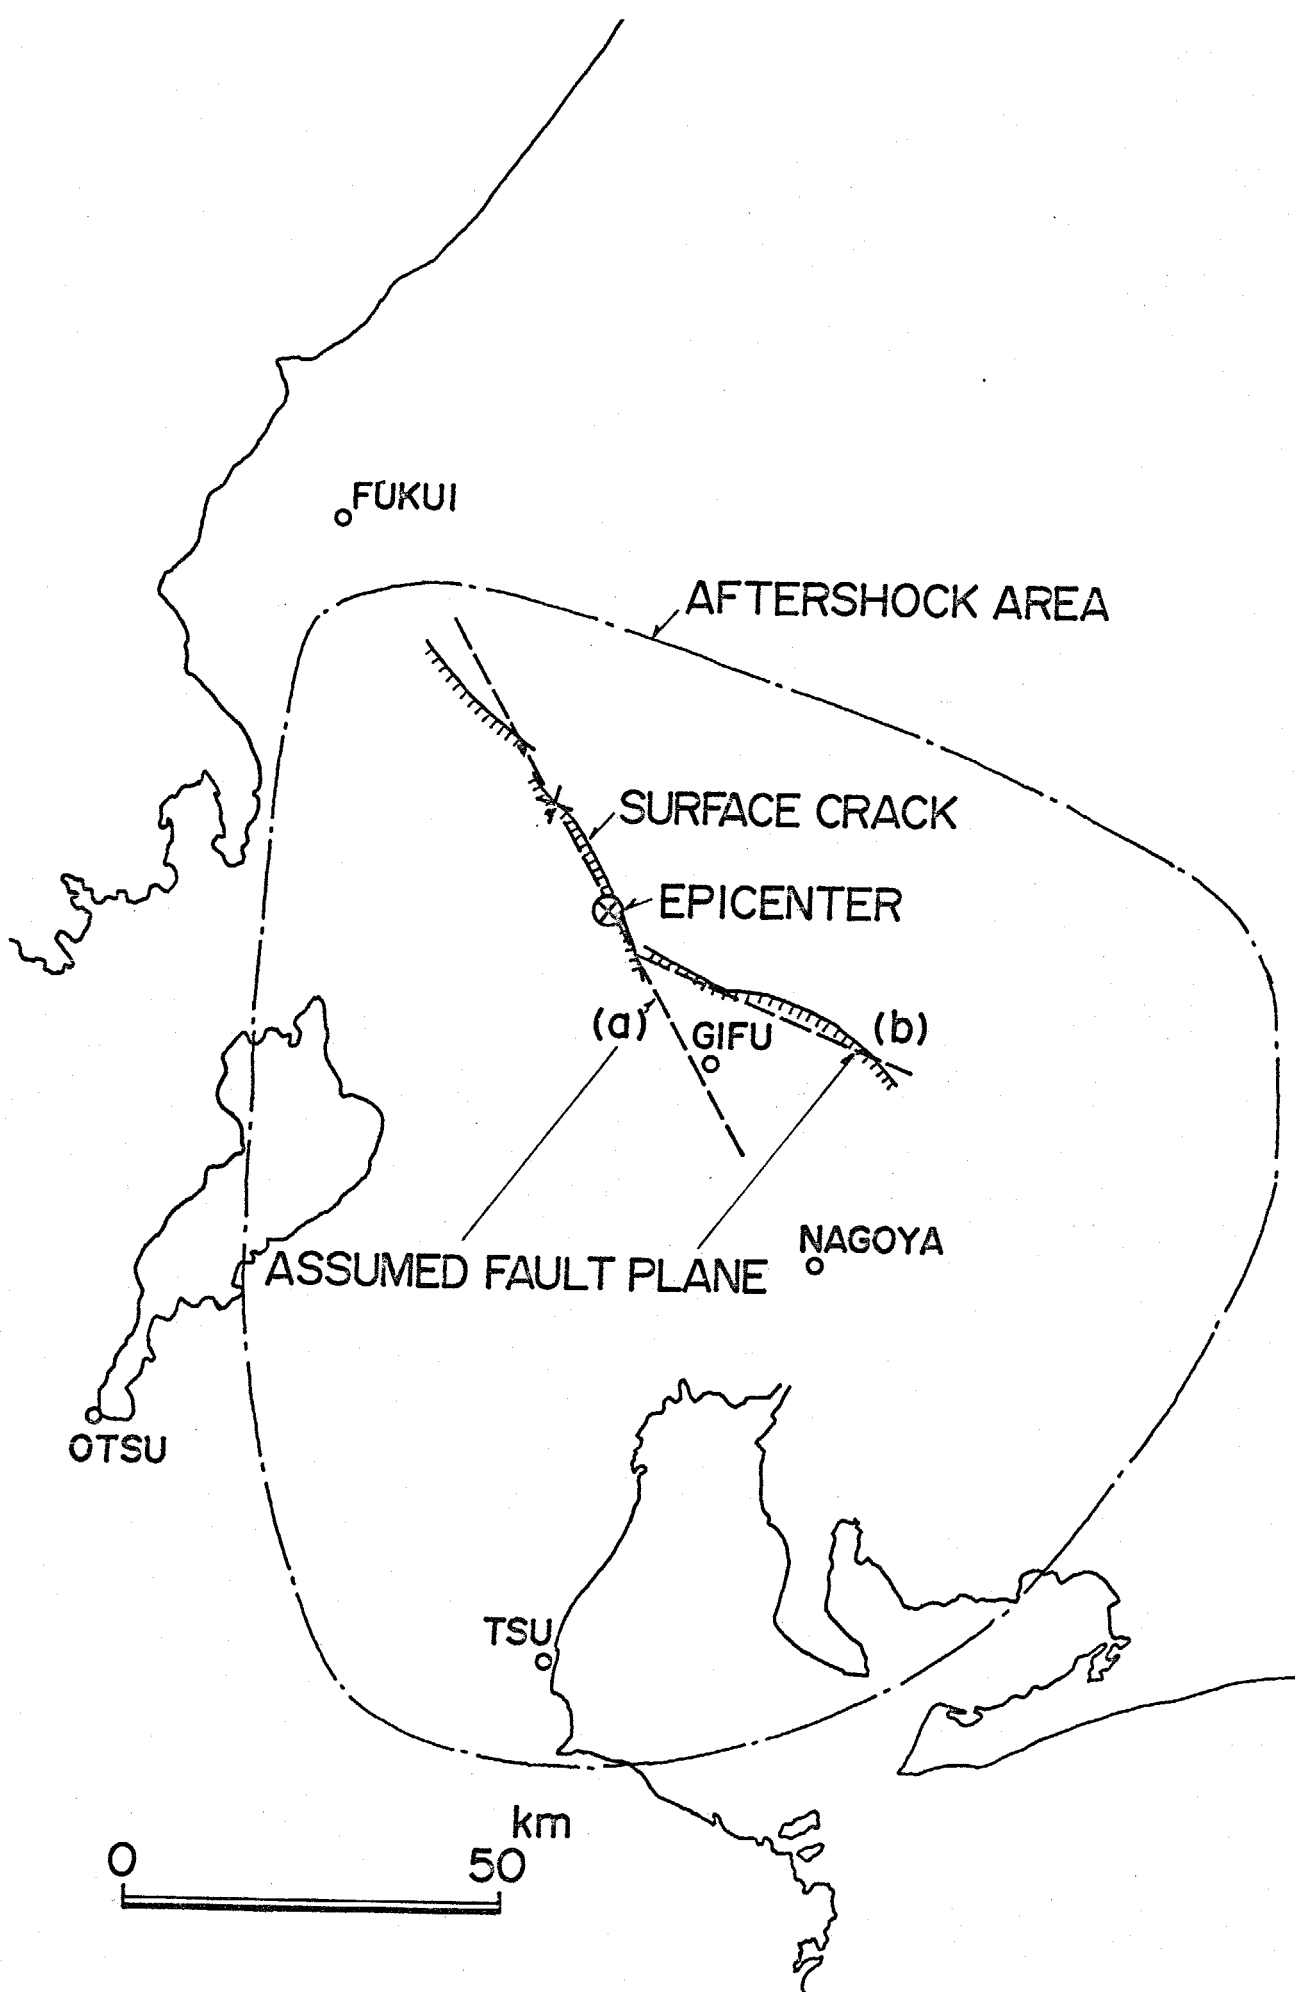 FUKUI
AFTERSHOCK AREA
SURFACE CRACK
EPICENTER
(a)
GIFU
(b)
NAGOYA
ASSUMED FAULT PLANE
OTSU
TSU
km
0
50